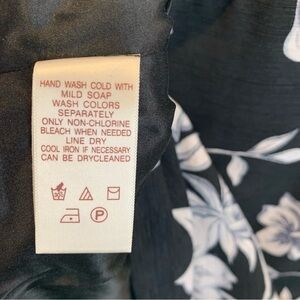 HAND WASH COLD WITH
MILD SOAP
WASH COLORS
SEPARATELY
ONLY NON-CHLORINE
BLEACH WHEN NEEDED
LINE DRY
COOL IRON IF NECESSARY
CAN BE DRYCLEANED
P